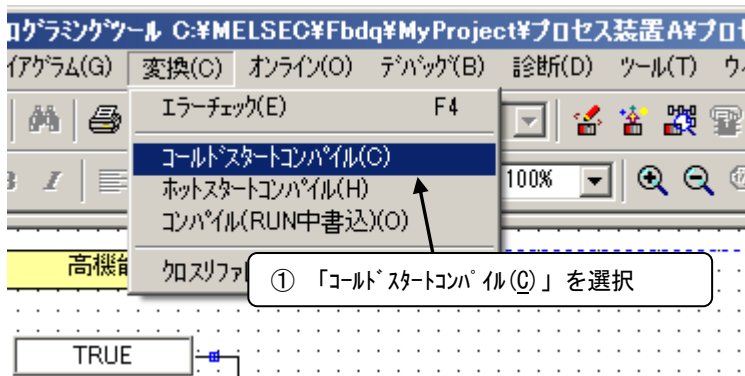 ログラミングツール C:¥MELSEC¥Fbdq¥MyProject¥プロセス装置A¥プロセ
イアグラム(G) 変換(C) オンライン(O) デバッグ(B) 診断(D) ツール(T) ウィ
エラーチェック(E) F4
コールドスタートコンパイル(C)
ホットスタートコンパイル(H)
100%
コンパイル(RUN中書込)(O)
高機能
クロスリファ
① 「コールドスタートコンパイル(C)」を選択
TRUE